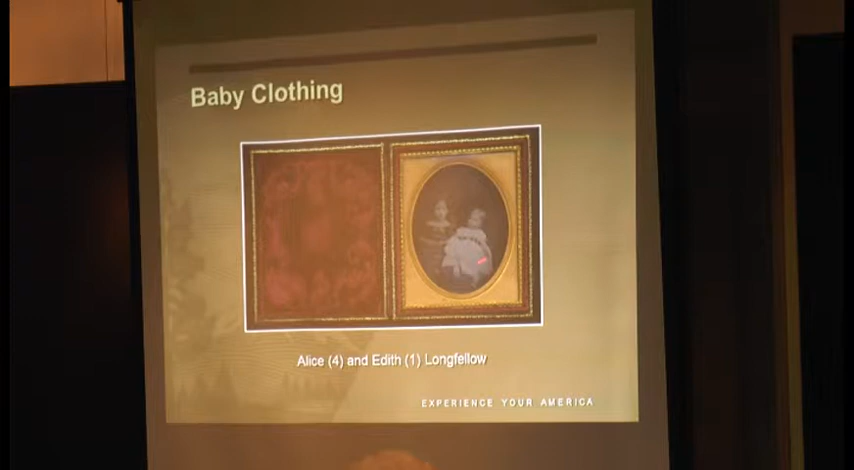 Baby Clothing
Alice (4) and Edith (1) Longfellow
EXPERIENCE YOUR AMERICA